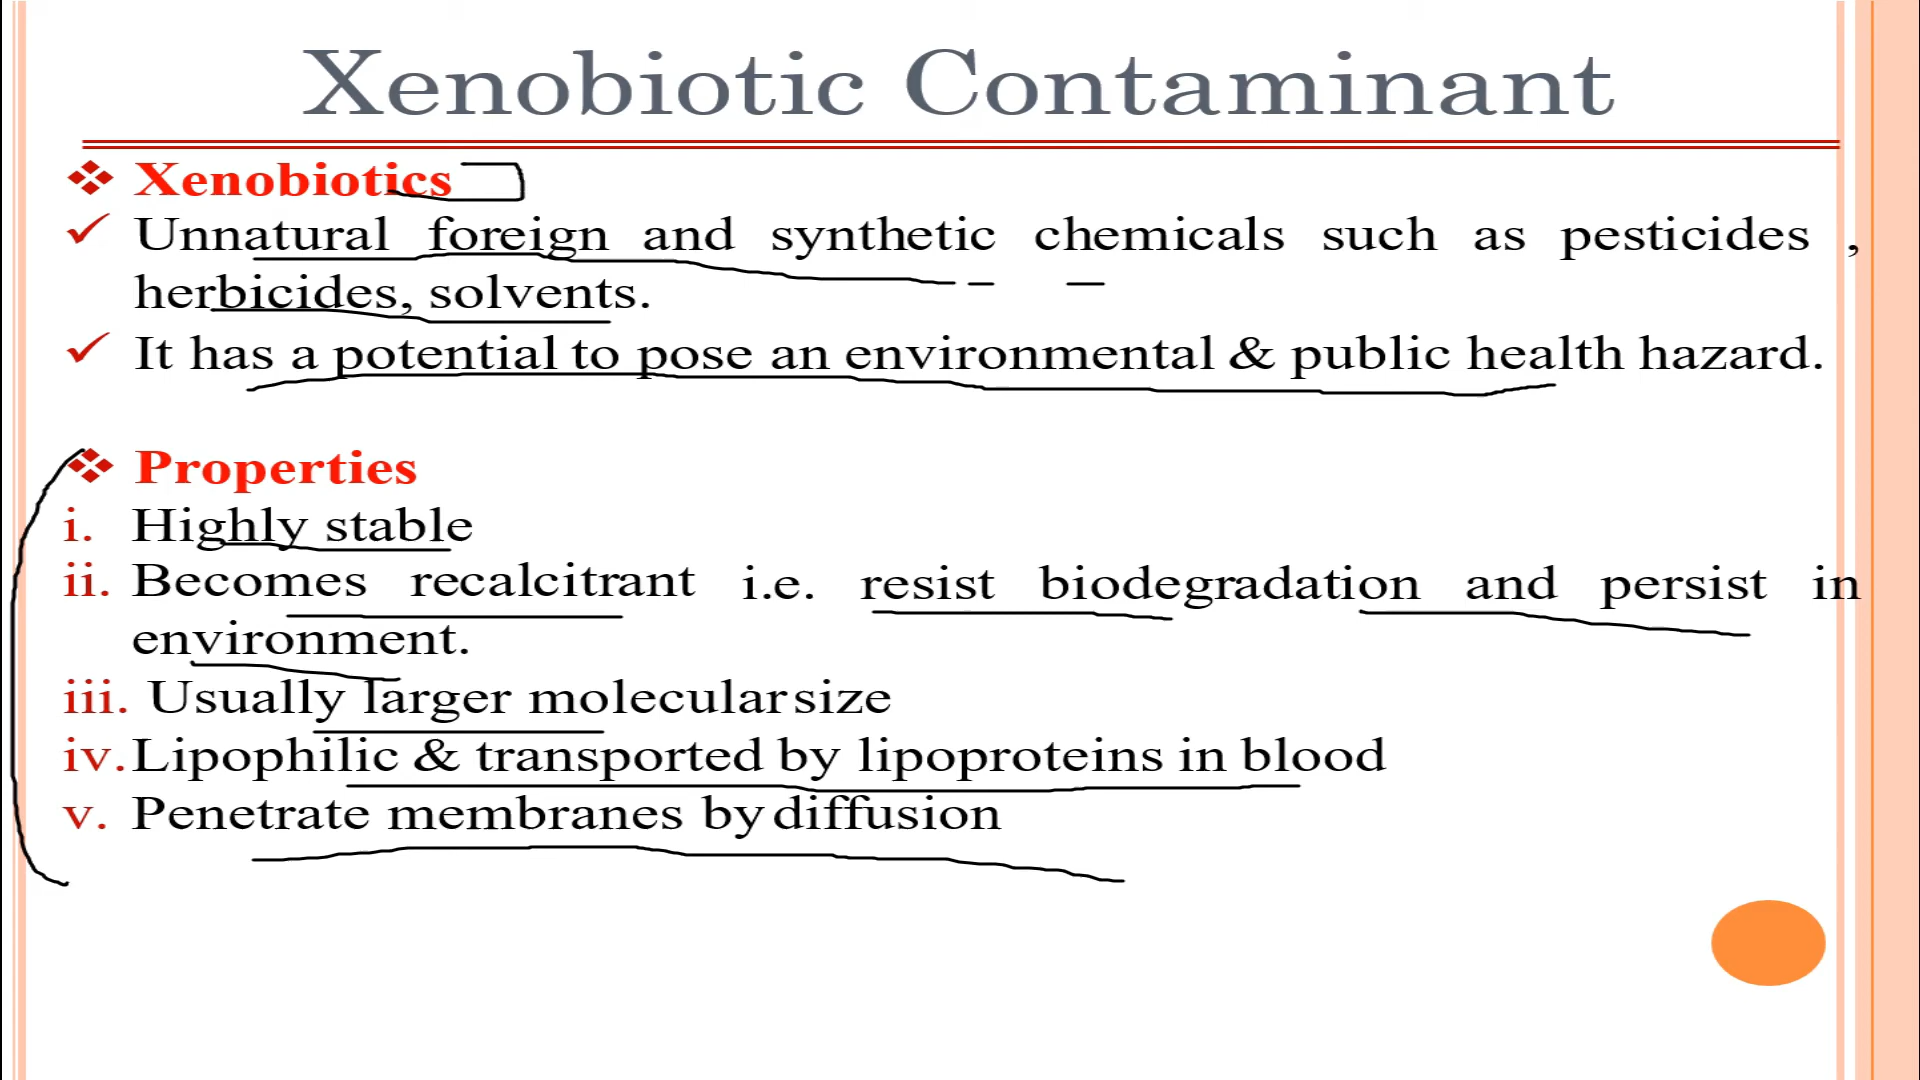 Xenobiotic Contaminant
Xenobiotics
Unnatural foreign and synthetic chemicals such as pesticides ,
herbicides, solvents.
It has a potential to pose an environmental & public health hazard.
Properties
i. Highly stable
ii. Becomes recalcitrant i.e. resist biodegradation and persist in
environment.
iii. Usually larger molecular size
iv. Lipophilic & transported by lipoproteins in blood
v. Penetrate membranes by diffusion